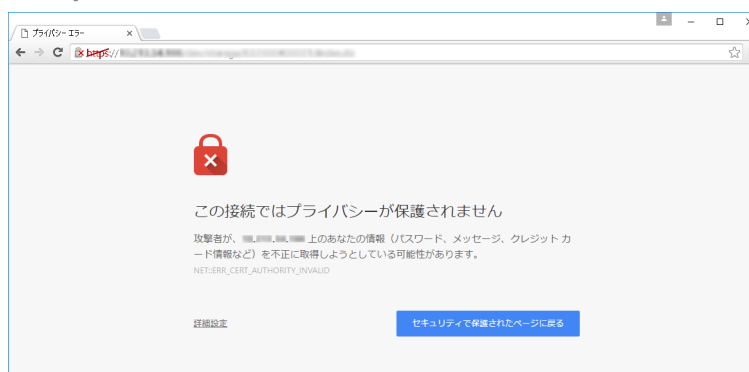 プライバシー エラー
https://
この接続ではプライバシーが保護されません
攻撃者が、 上のあなたの情報（パスワード、メッセージ、クレジット カ
ード情報など）を不正に取得しようとしている可能性があります。
NET::ERR_CERT_AUTHORITY_INVALID
詳細設定
セキュリティで保護されたページに戻る